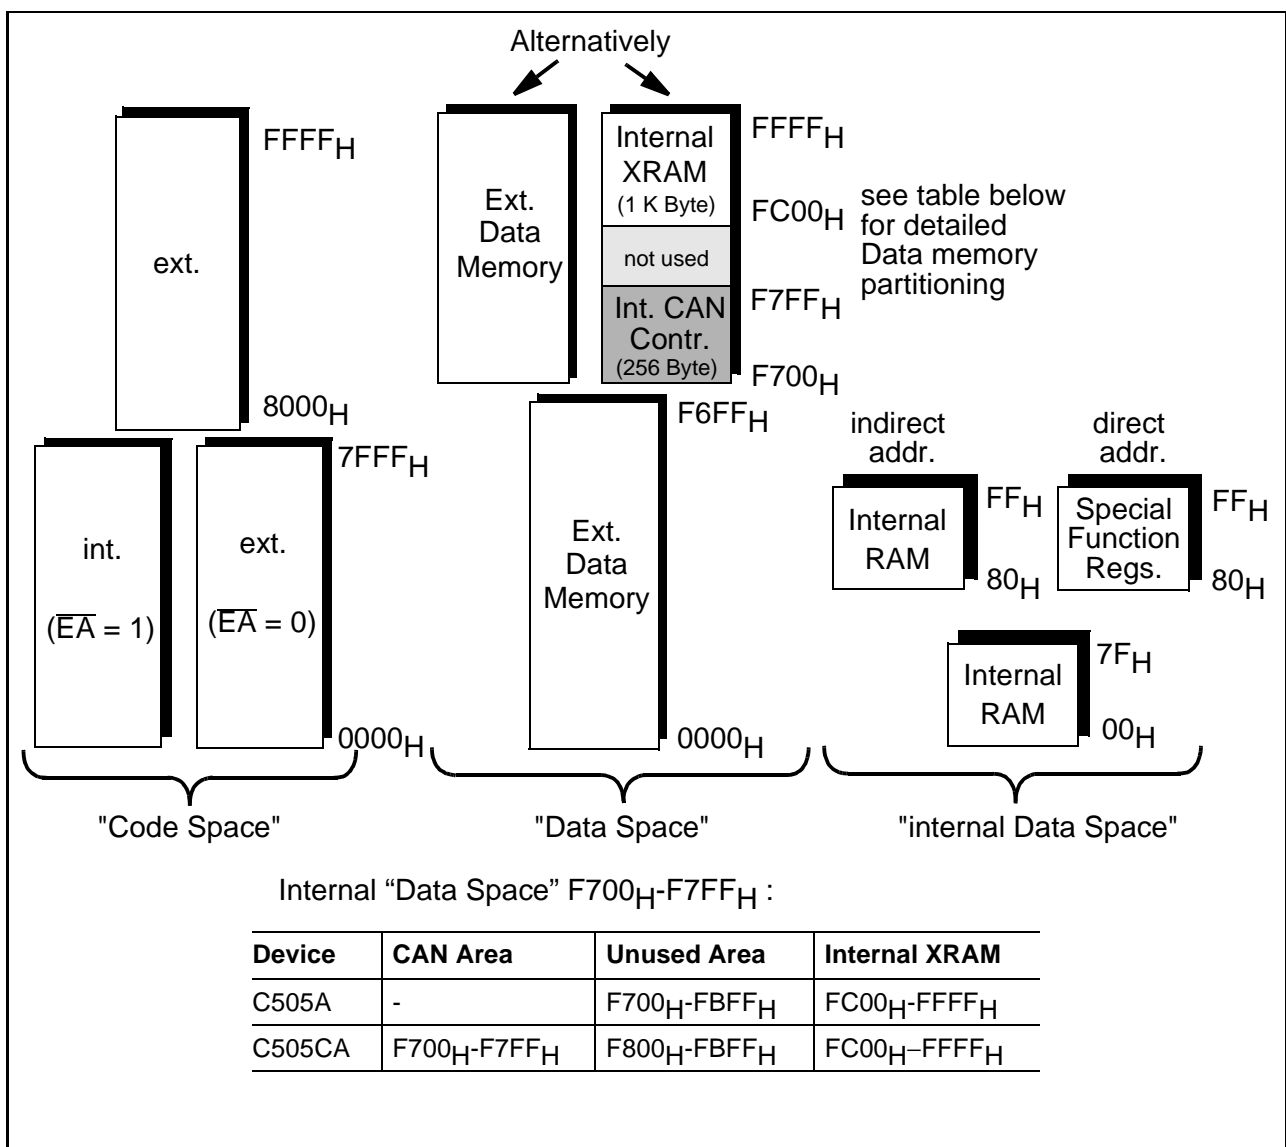 Alternatively
ext.
FFFFH
8000H
int.
(EA = 1)
ext.
(EA = 0)
7FFFH
0000H
"Code Space"
Ext.
Data
Memory
Internal
XRAM
(1 K Byte)
not used
Int. CAN
Contr.
(256 Byte)
FFFFH
FC00H
F7FFH
F700H
see table below
for detailed
Data memory
partitioning
Ext.
Data
Memory
F6FFH
0000H
"Data Space"
indirect
addr.
Internal
RAM
FFH
80H
direct
addr.
Special
Function
Regs.
FFH
80H
Internal
RAM
7FH
00H
"internal Data Space"
Internal “Data Space” F700H-F7FFH :
Device CAN Area Unused Area Internal XRAM
C505A - F700H-FBFFH FC00H-FFFFH
C505CA F700H-F7FFH F800H-FBFFH FC00H–FFFFH